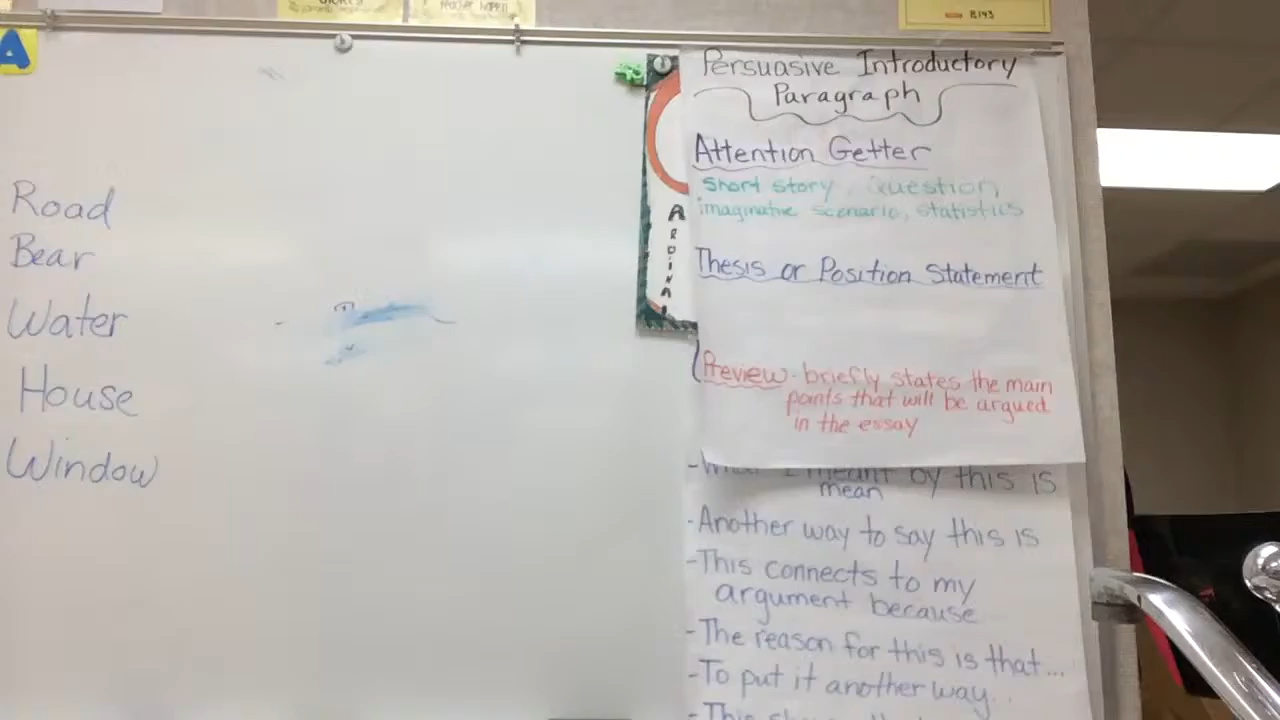 A
B143
Road
Bear
Water
House
Window
Persuasive Introductory
Paragraph
Attention Getter
Short story, Question,
imaginative scenario, statistics
Thesis or Position Statement
Preview - briefly states the main
points that will be argued
in the essay
meant by this is
mean
-Another way to say this is
-This connects to my
argument because
-The reason for this is that...
-To put it another way...
-This